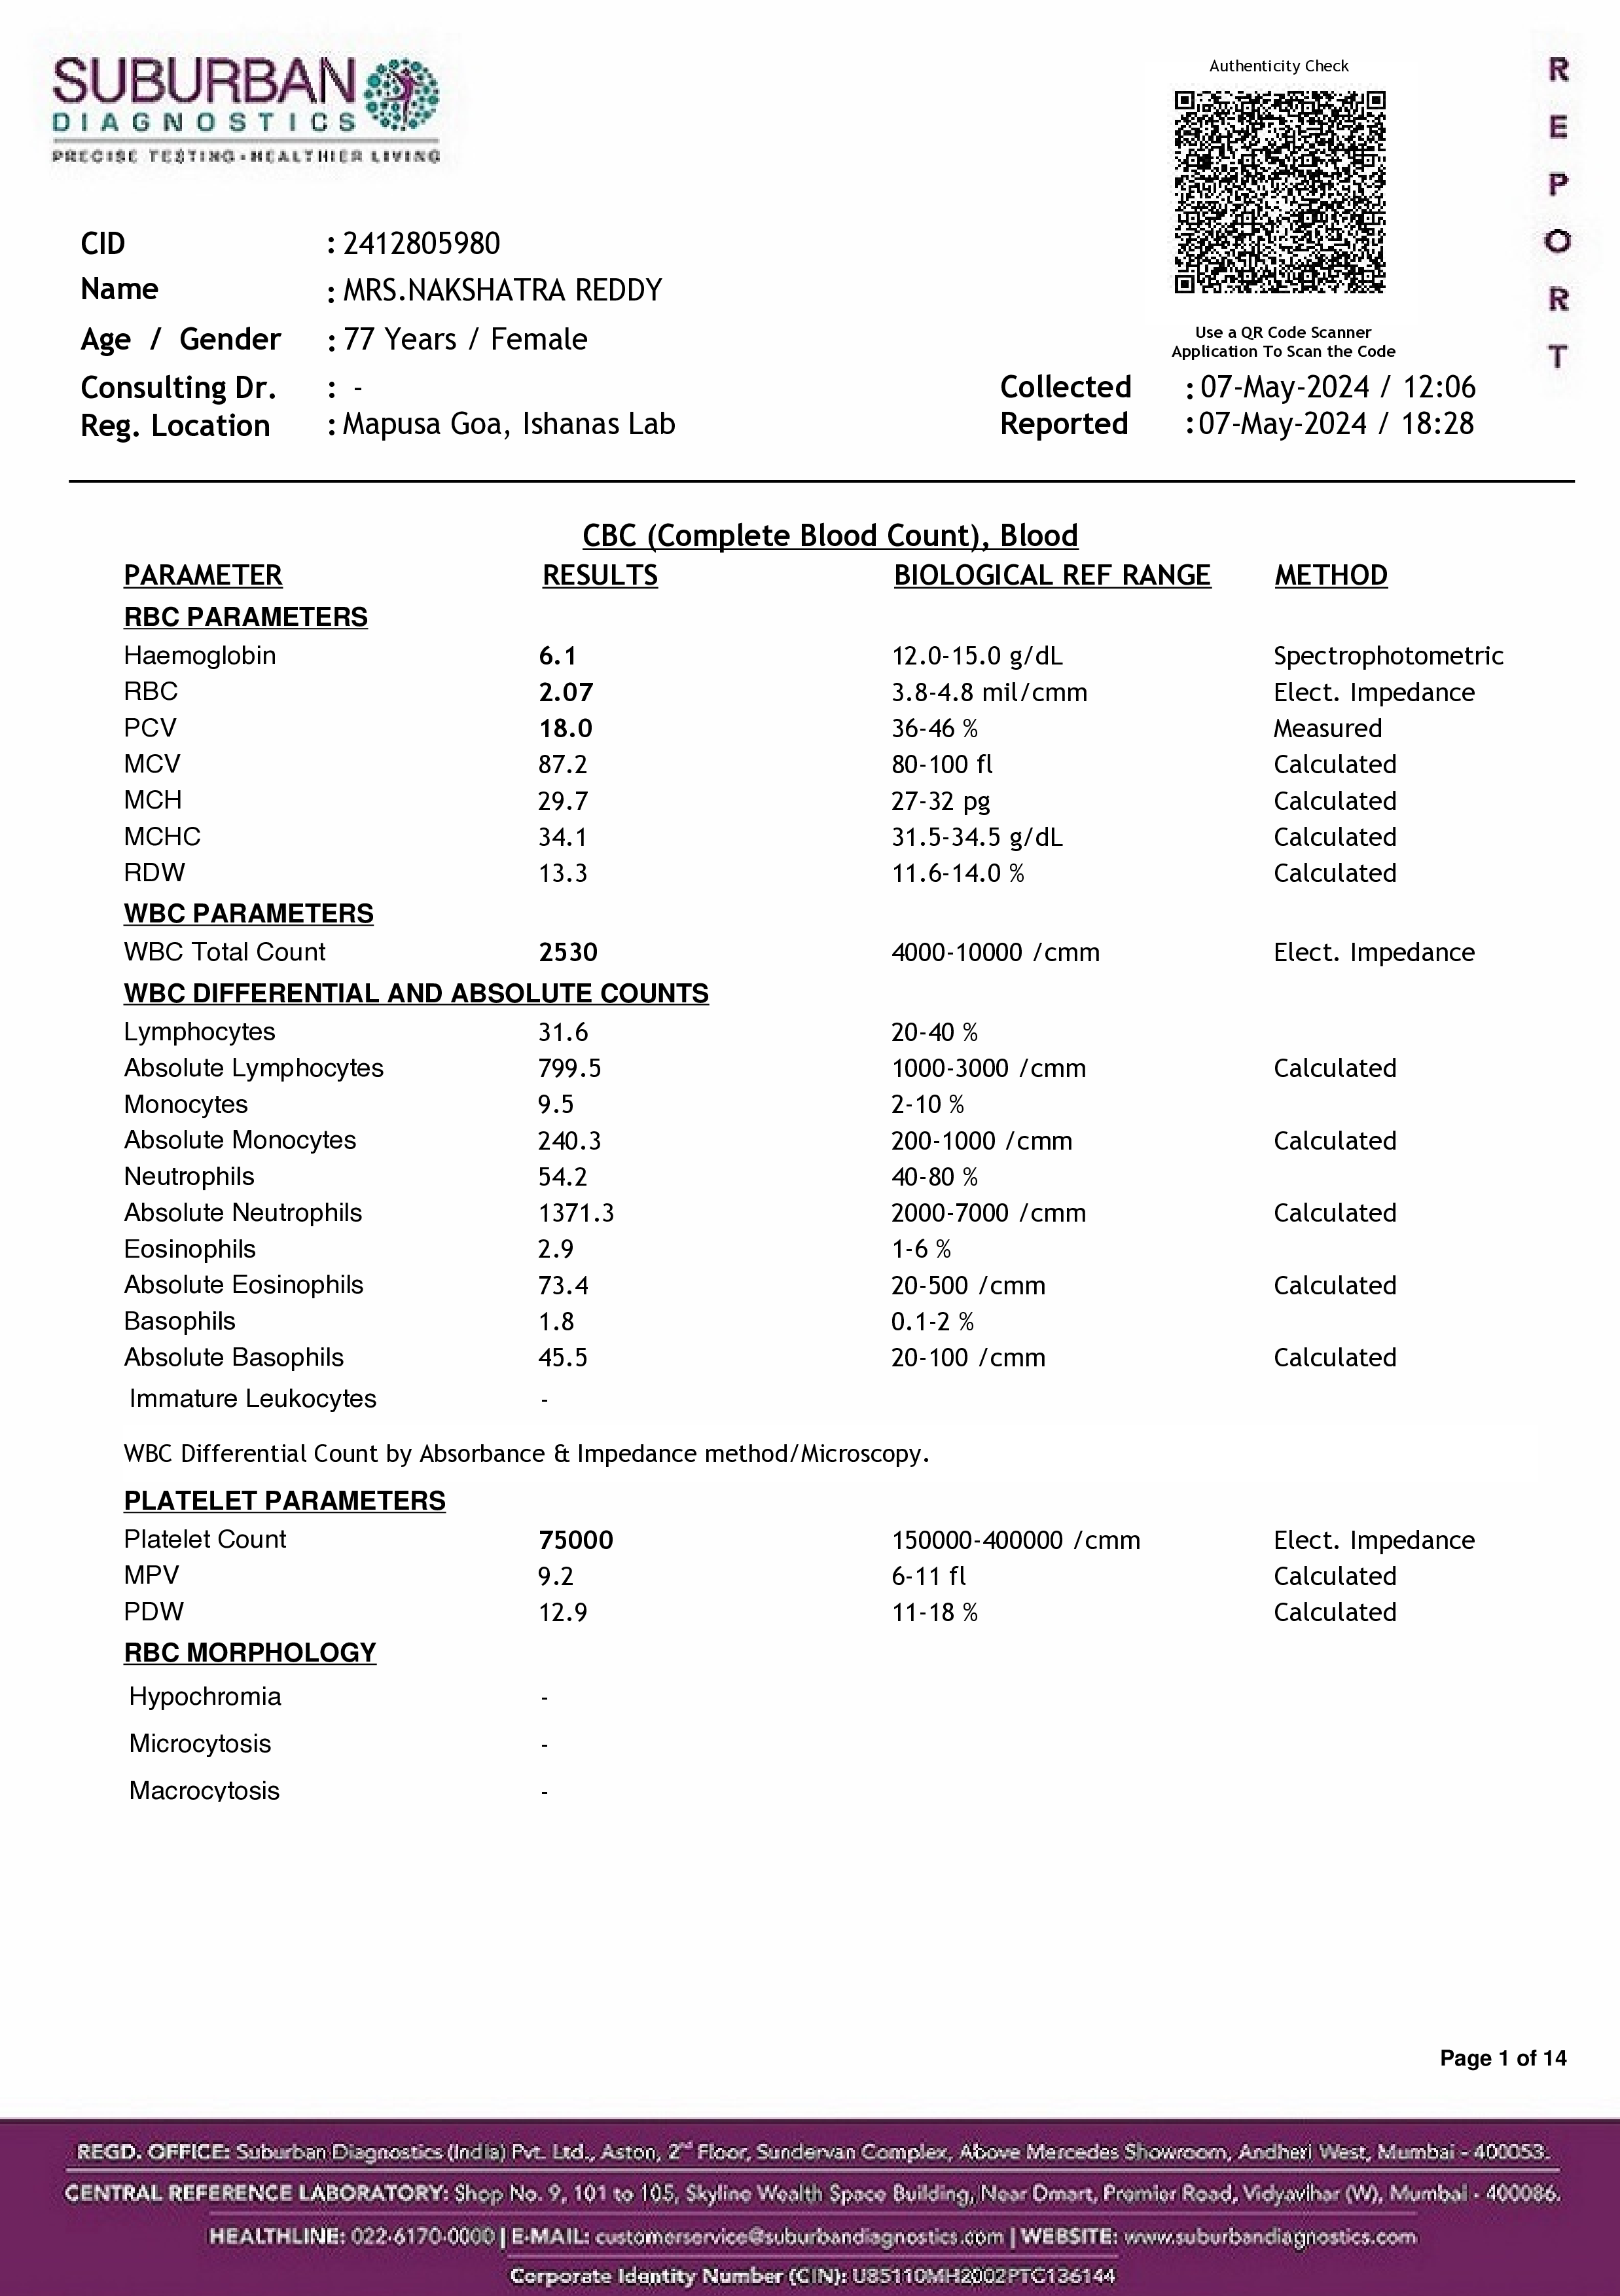 SUBURBAN
DIAGNOSTICS
PRECISE TESTING - HEALTHIER LIVING
Authenticity Check
Use a QR Code Scanner
Application To Scan the Code
R
E
P
O
R
T
CID : 2412805980
Name : MRS.NAKSHATRA REDDY
Age / Gender : 77 Years / Female
Consulting Dr. : -
Reg. Location : Mapusa Goa, Ishanas Lab
Collected : 07-May-2024 / 12:06
Reported : 07-May-2024 / 18:28
CBC (Complete Blood Count), Blood
PARAMETER RESULTS BIOLOGICAL REF RANGE METHOD
RBC PARAMETERS
Haemoglobin 6.1 12.0-15.0 g/dL Spectrophotometric
RBC 2.07 3.8-4.8 mil/cmm Elect. Impedance
PCV 18.0 36-46 % Measured
MCV 87.2 80-100 fl Calculated
MCH 29.7 27-32 pg Calculated
MCHC 34.1 31.5-34.5 g/dL Calculated
RDW 13.3 11.6-14.0 % Calculated
WBC PARAMETERS
WBC Total Count 2530 4000-10000 /cmm Elect. Impedance
WBC DIFFERENTIAL AND ABSOLUTE COUNTS
Lymphocytes 31.6 20-40 %
Absolute Lymphocytes 799.5 1000-3000 /cmm Calculated
Monocytes 9.5 2-10 %
Absolute Monocytes 240.3 200-1000 /cmm Calculated
Neutrophils 54.2 40-80 %
Absolute Neutrophils 1371.3 2000-7000 /cmm Calculated
Eosinophils 2.9 1-6 %
Absolute Eosinophils 73.4 20-500 /cmm Calculated
Basophils 1.8 0.1-2 %
Absolute Basophils 45.5 20-100 /cmm Calculated
Immature Leukocytes -
WBC Differential Count by Absorbance & Impedance method/Microscopy.
PLATELET PARAMETERS
Platelet Count 75000 150000-400000 /cmm Elect. Impedance
MPV 9.2 6-11 fl Calculated
PDW 12.9 11-18 % Calculated
RBC MORPHOLOGY
Hypochromia -
Microcytosis -
Macrocytosis -
Page 1 of 14
REGD. OFFICE: Suburban Diagnostics (India) Pvt. Ltd., Aston, 2nd Floor, Sundervan Complex, Above Mercedes Showroom, Andheri West, Mumbai - 400053.
CENTRAL REFERENCE LABORATORY: Shop No. 9, 101 to 105, Skyline Wealth Space Building, Near Dmart, Premier Road, Vidyavihar (W), Mumbai - 400086.
HEALTHLINE: 022-6170-0000 | E-MAIL: customerservice@suburbandiagnostics.com | WEBSITE: www.suburbandiagnostics.com
Corporate Identity Number (CIN): U85110MH2002PTC136144